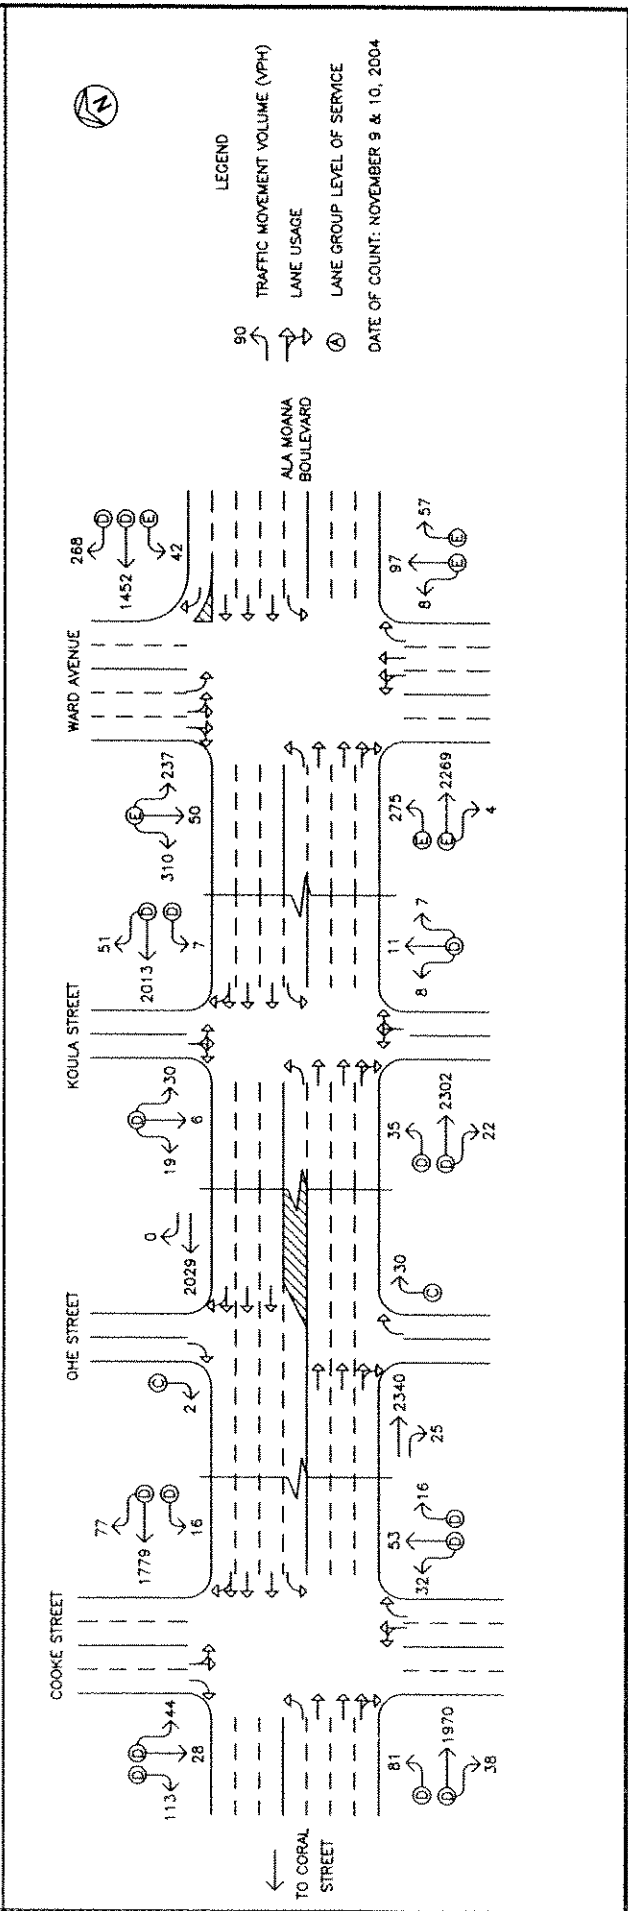 N
LEGEND
90
TRAFFIC MOVEMENT VOLUME (VPH)
LANE USAGE
A
LANE GROUP LEVEL OF SERVICE
DATE OF COUNT: NOVEMBER 9 & 10, 2004
COOKE STREET
OHE STREET
KOULA STREET
WARD AVENUE
ALA MOANA
BOULEVARD
TO CORAL
STREET
113
D
D
28
44
77
1779
D
D
16
C
2
0
2029
19
D
6
30
51
2013
D
D
7
310
E
50
237
268
1452
D
D
E
42
81
D
D
1970
38
32
53
D
D
16
2340
25
30
C
35
D
D
2302
22
8
11
D
7
275
E
E
2269
4
8
97
E
E
57